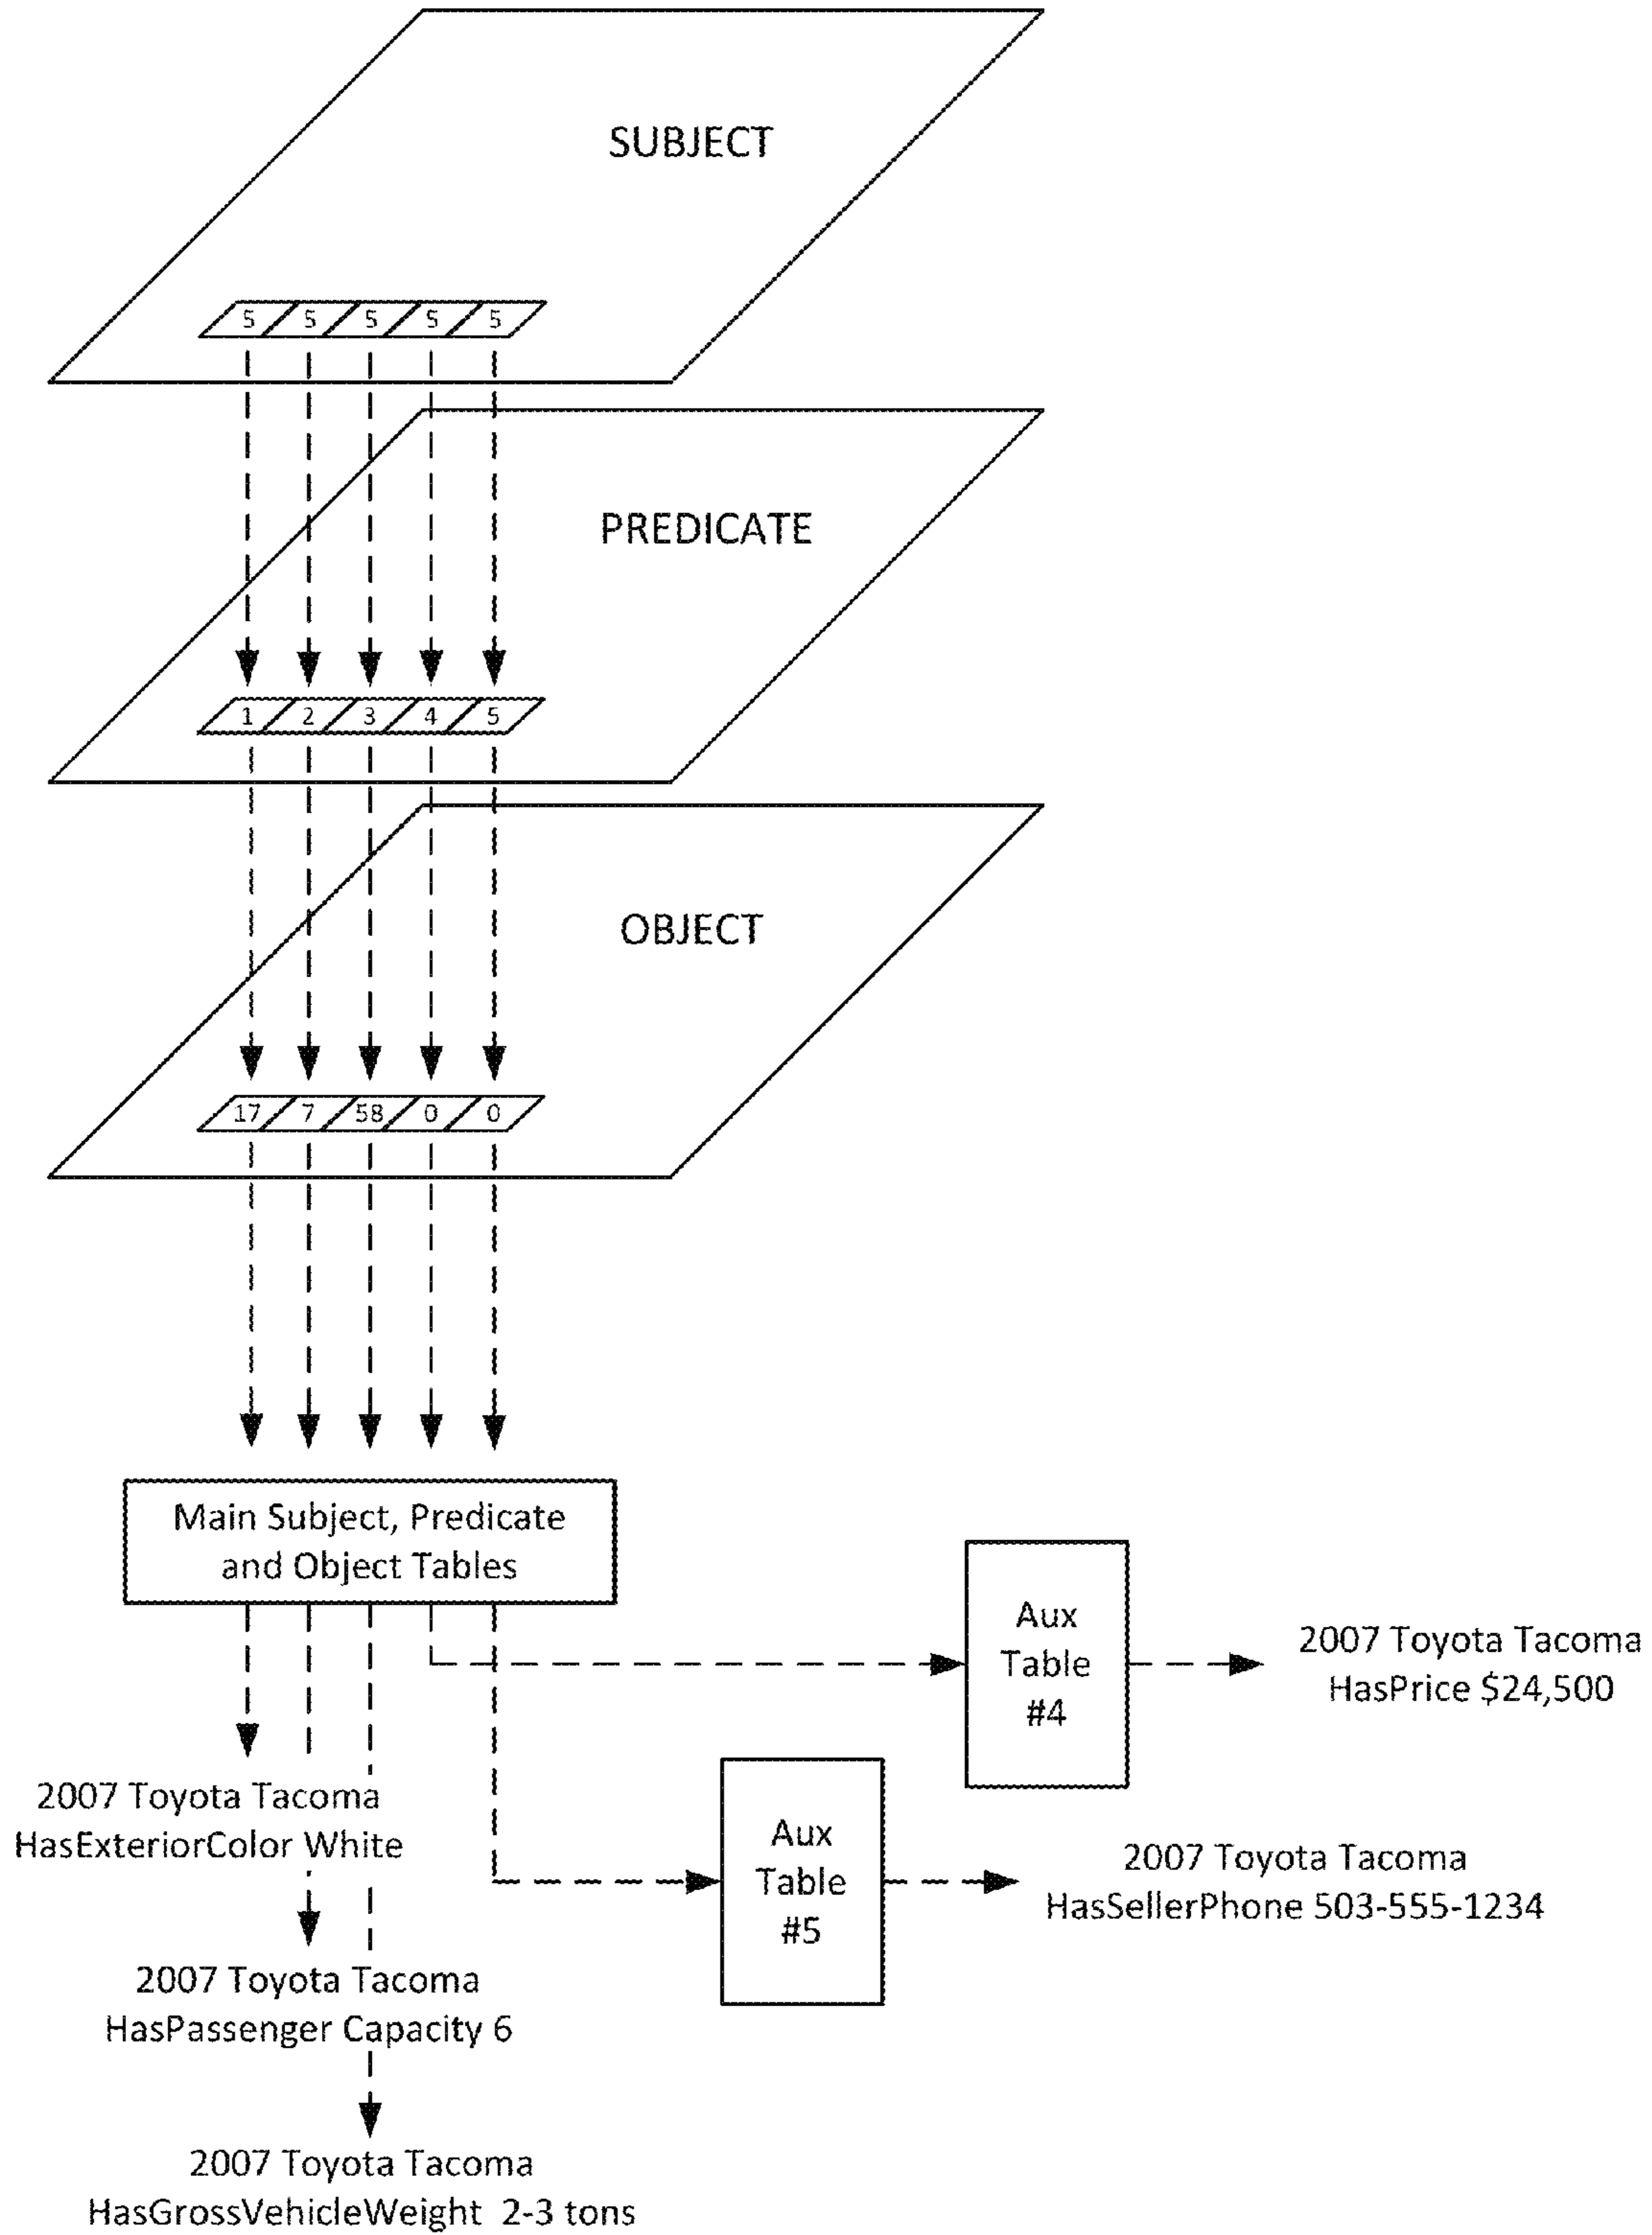 SUBJECT
5 5 5 5 5
PREDICATE
1 2 3 4 5
OBJECT
17 7 58 0 0
Main Subject, Predicate
and Object Tables
Aux
Table
#4
2007 Toyota Tacoma
HasPrice $24,500
2007 Toyota Tacoma
HasExteriorColor White
Aux
Table
#5
2007 Toyota Tacoma
HasSellerPhone 503-555-1234
2007 Toyota Tacoma
HasPassenger Capacity 6
2007 Toyota Tacoma
HasGrossVehicleWeight 2-3 tons